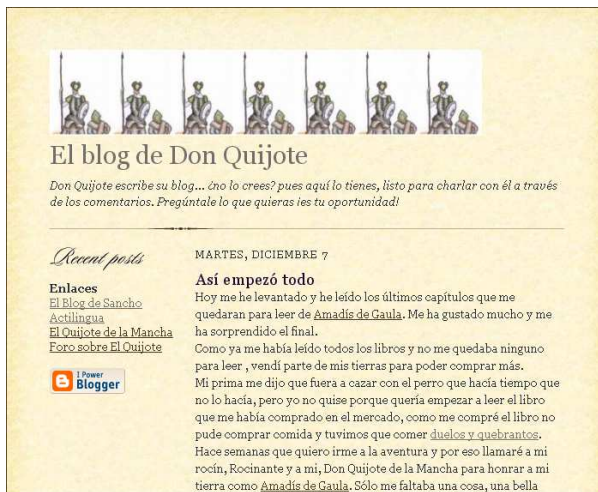 El blog de Don Quijote
Don Quijote escribe su blog... ¿no lo crees? pues aquí lo tienes, listo para charlar con él a través
de los comentarios. Pregúntale lo que quieras ¡es tu oportunidad!
Recent posts
Enlaces
El Blog de Sancho
Actilingua
El Quijote de la Mancha
Foro sobre El Quijote
I Power
Blogger
MARTES, DICIEMBRE 7
Así empezó todo
Hoy me he levantado y he leído los últimos capítulos que me
quedaran para leer de Amadís de Gaula. Me ha gustado mucho y me
ha sorprendido el final.
Como ya me había leído todos los libros y no me quedaba ninguno
para leer , vendí parte de mis tierras para poder comprar más.
Mi prima me dijo que fuera a cazar con el perro que hacía tiempo que
no lo hacía, pero yo no quise porque quería empezar a leer el libro
que me había comprado en el mercado, como me compré el libro no
pude comprar comida y tuvimos que comer duelos y quebrantos.
Hace semanas que quiero irme a la aventura y por eso llamaré a mi
rocín, Rocinante y a mi, Don Quijote de la Mancha para honrar a mi
tierra como Amadís de Gaula. Sólo me faltaba una cosa, una bella